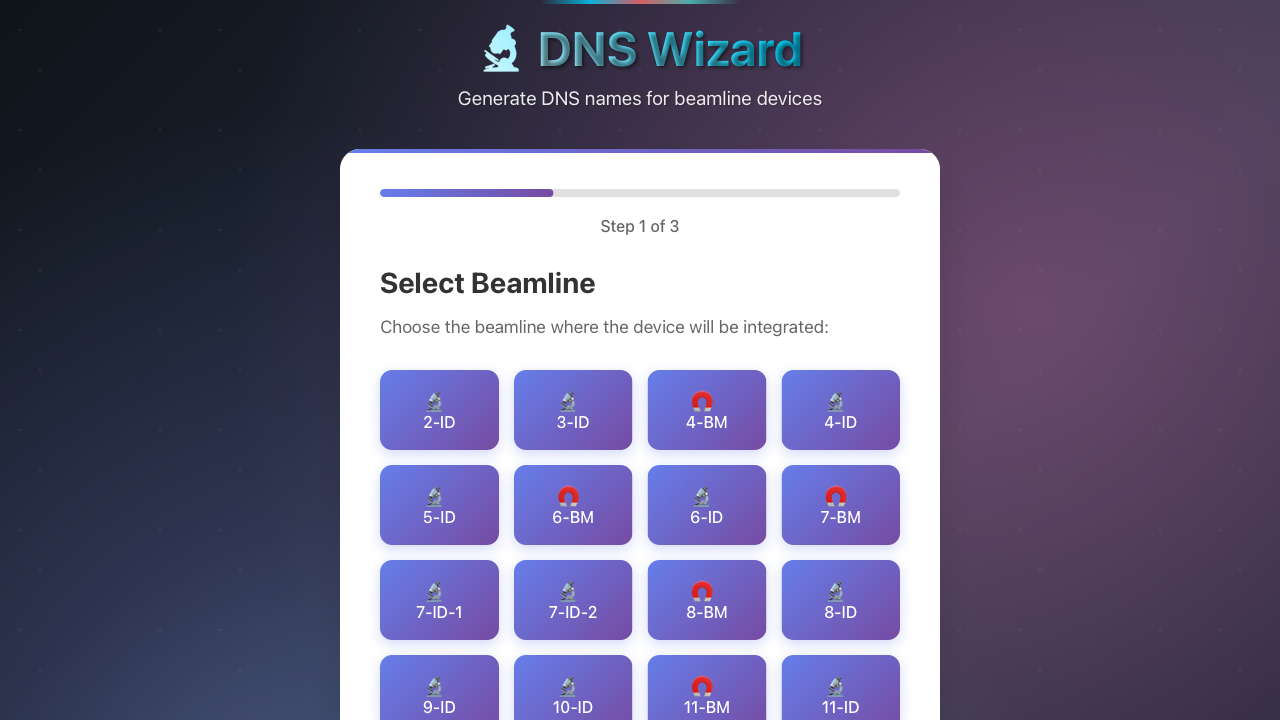 DNS Wizard
Generate DNS names for beamline devices
Step 1 of 3
Select Beamline
Choose the beamline where the device will be integrated:
2-ID
3-ID
4-BM
4-ID
5-ID
6-BM
6-ID
7-BM
7-ID-1
7-ID-2
8-BM
8-ID
9-ID
10-ID
11-BM
11-ID